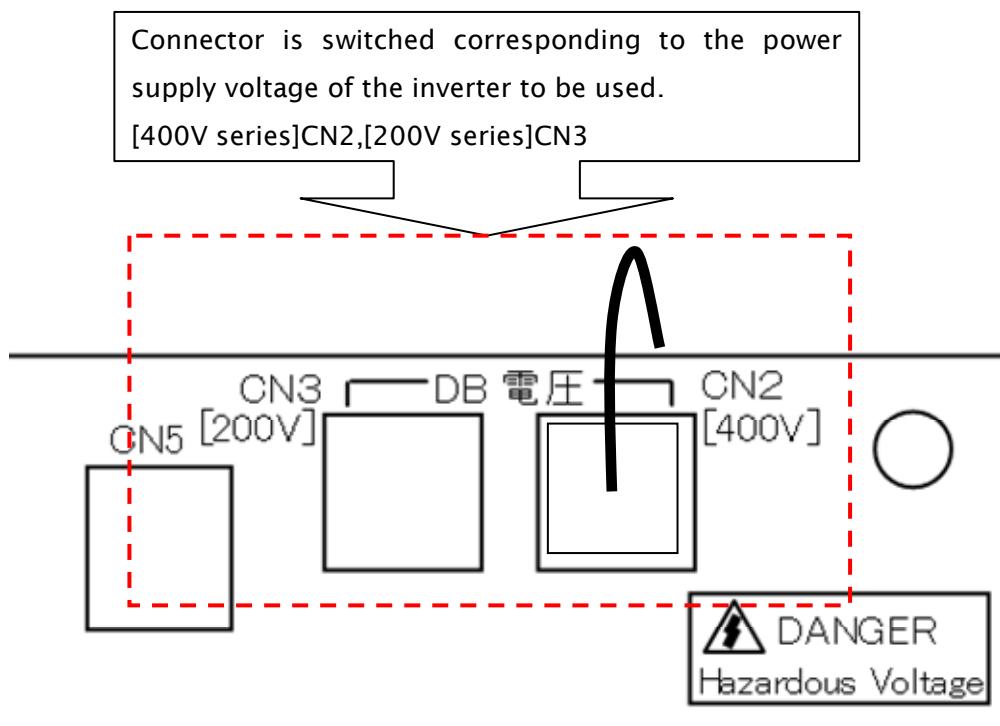 Connector is switched corresponding to the power
supply voltage of the inverter to be used.
[400V series]CN2,[200V series]CN3
CN3 DB 電圧 CN2
[200V] [400V]
CN5
DANGER
Hazardous Voltage